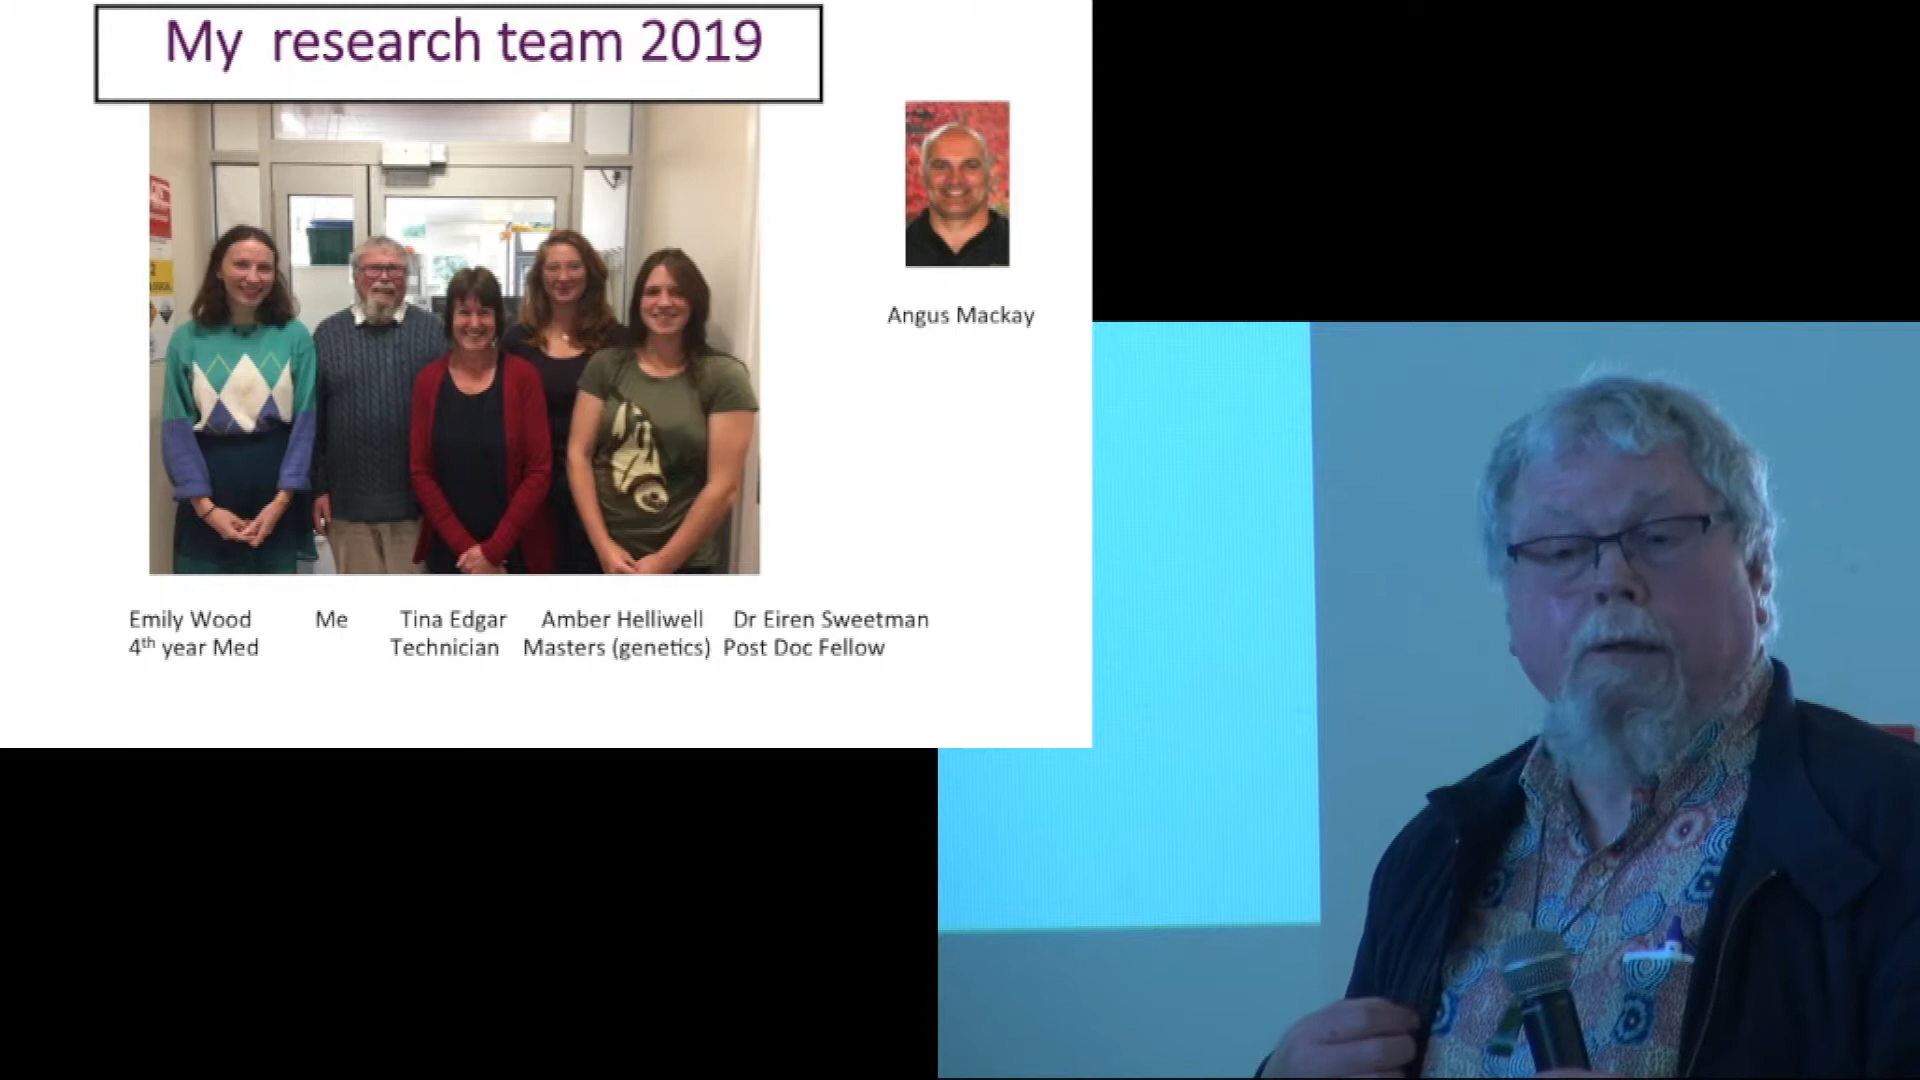 My research team 2019
Angus Mackay
Emily Wood Me Tina Edgar Amber Helliwell Dr Eiren Sweetman
4th year Med Technician Masters (genetics) Post Doc Fellow